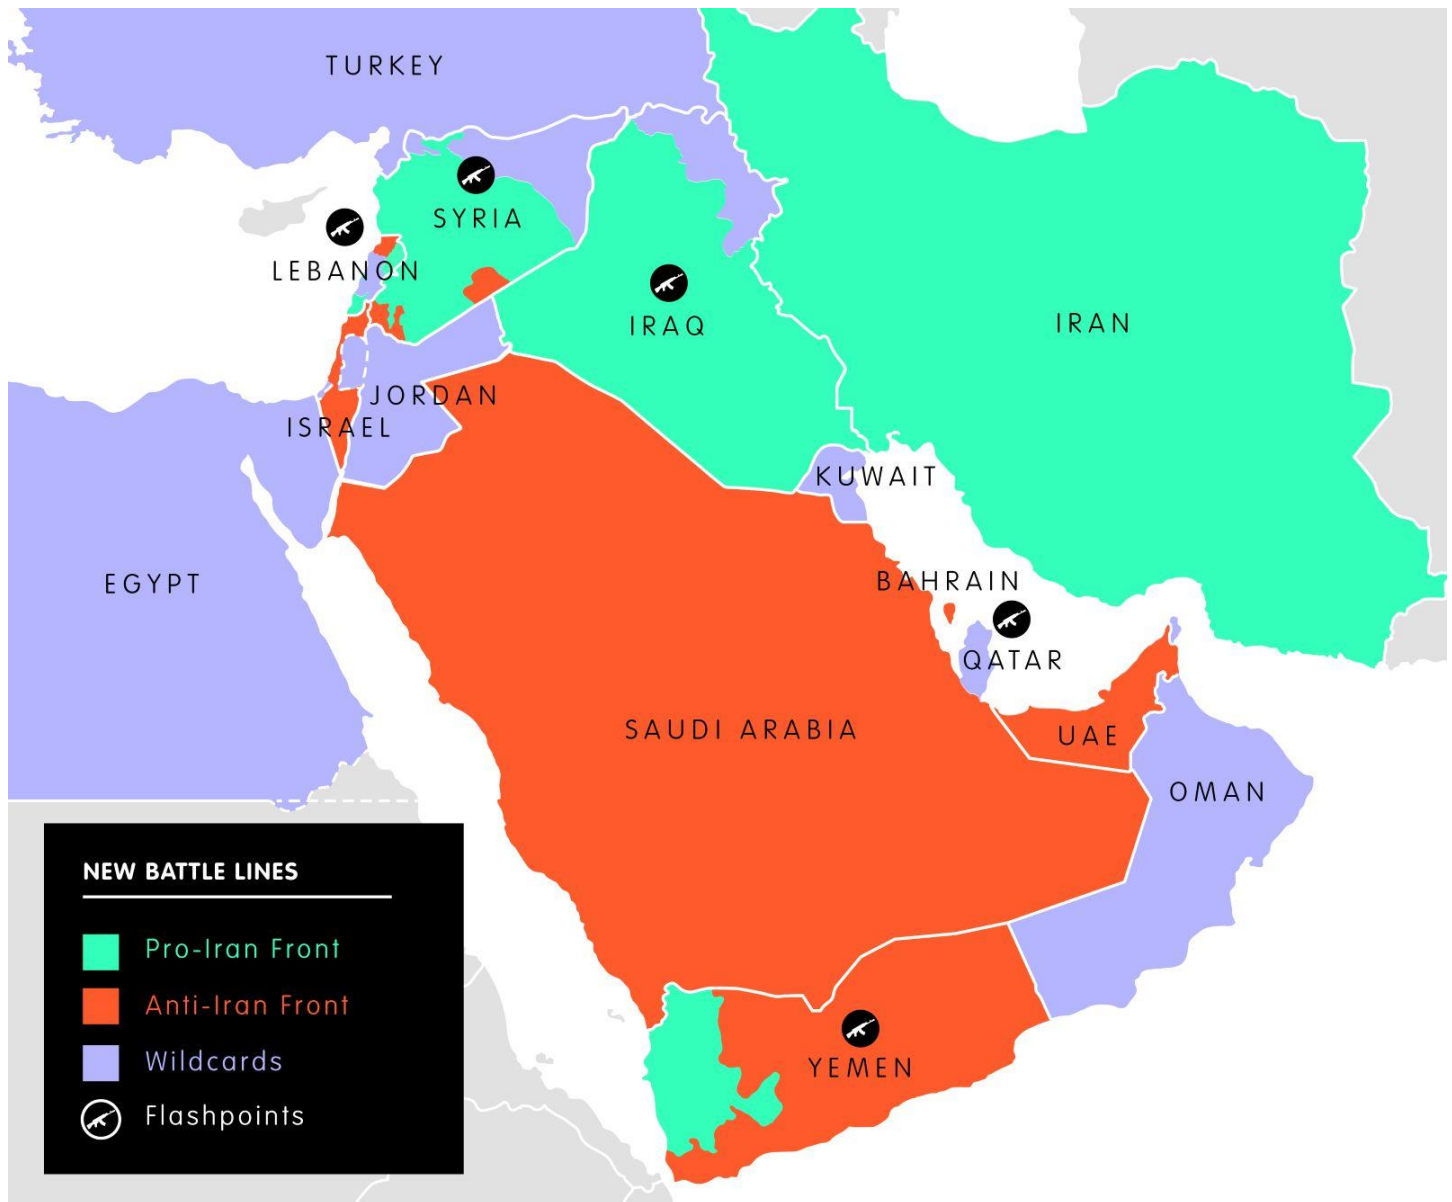 TURKEY
SYRIA
LEBANON
IRAQ
IRAN
JORDAN
ISRAEL
KUWAIT
EGYPT
BAHRAIN
QATAR
SAUDI ARABIA
UAE
OMAN
YEMEN
NEW BATTLE LINES
Pro-Iran Front
Anti-Iran Front
Wildcards
Flashpoints